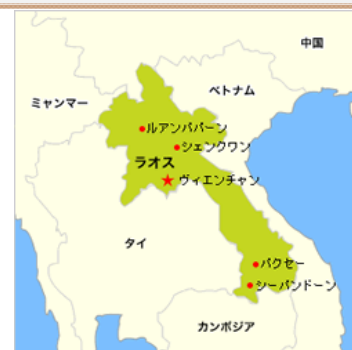 中国
ベトナム
ミャンマー
ルアンパバーン
シェンクワン
ラオス
ヴィエンチャン
タイ
パクセー
シーパンドーン
カンボジア